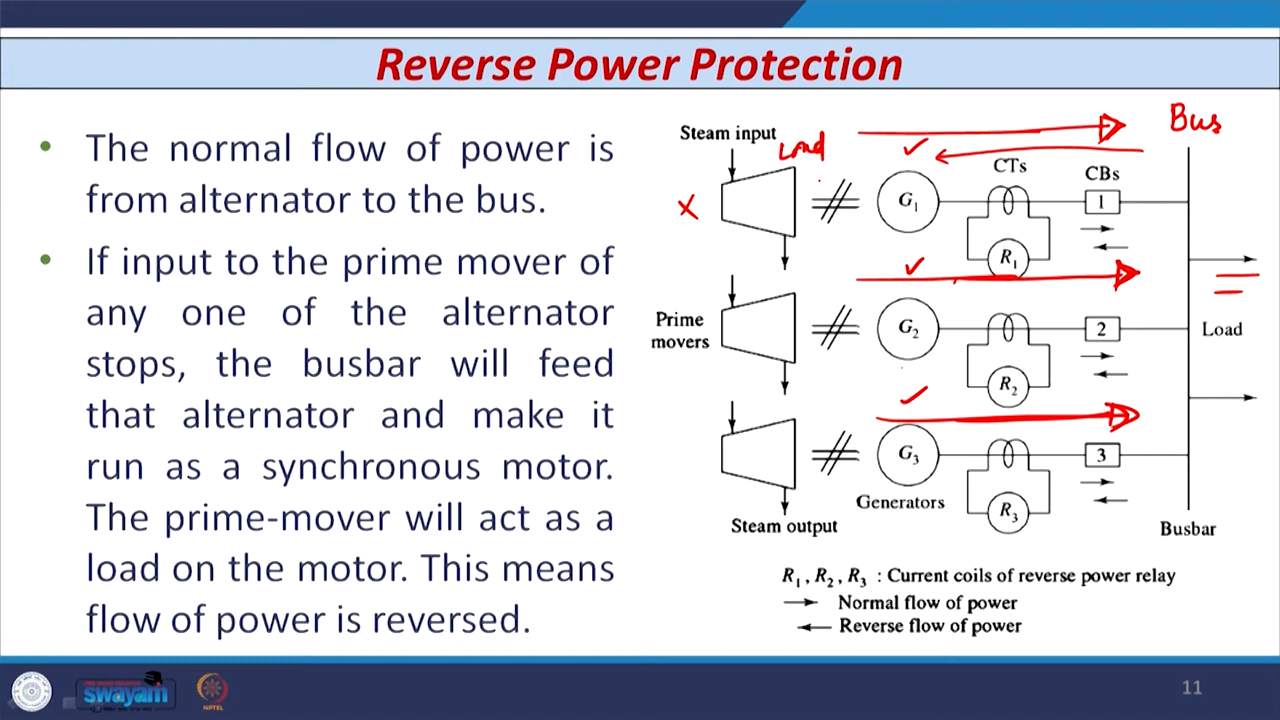 Reverse Power Protection
• The normal flow of power is
from alternator to the bus.
• If input to the prime mover of
any one of the alternator
stops, the busbar will feed
that alternator and make it
run as a synchronous motor.
The prime-mover will act as a
load on the motor. This means
flow of power is reversed.
Steam input
Load
Bus
CTs
CBs
G₁
1
R₁
Prime
movers
G₂
2
Load
R₂
G₃
3
Generators
R₃
Steam output
Busbar
R₁, R₂, R₃ : Current coils of reverse power relay
Normal flow of power
Reverse flow of power
swayam
NPTEL
11